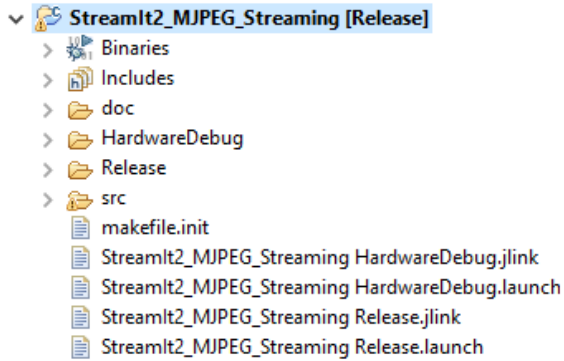 StreamIt2_MJPEG_Streaming [Release]
Binaries
Includes
doc
HardwareDebug
Release
src
makefile.init
StreamIt2_MJPEG_Streaming HardwareDebug.jlink
StreamIt2_MJPEG_Streaming HardwareDebug.launch
StreamIt2_MJPEG_Streaming Release.jlink
StreamIt2_MJPEG_Streaming Release.launch